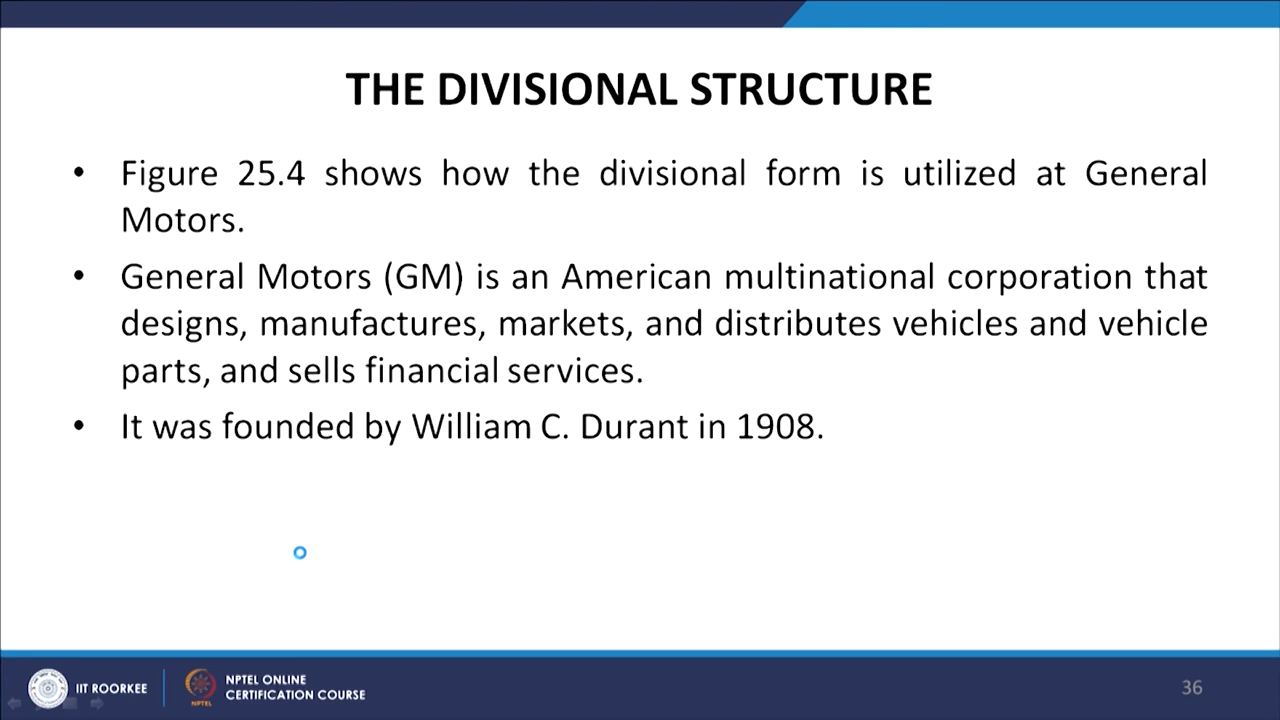 THE DIVISIONAL STRUCTURE
• Figure 25.4 shows how the divisional form is utilized at General
Motors.
• General Motors (GM) is an American multinational corporation that
designs, manufactures, markets, and distributes vehicles and vehicle
parts, and sells financial services.
• It was founded by William C. Durant in 1908.
IIT ROORKEE
NPTEL
NPTEL ONLINE
CERTIFICATION COURSE
36